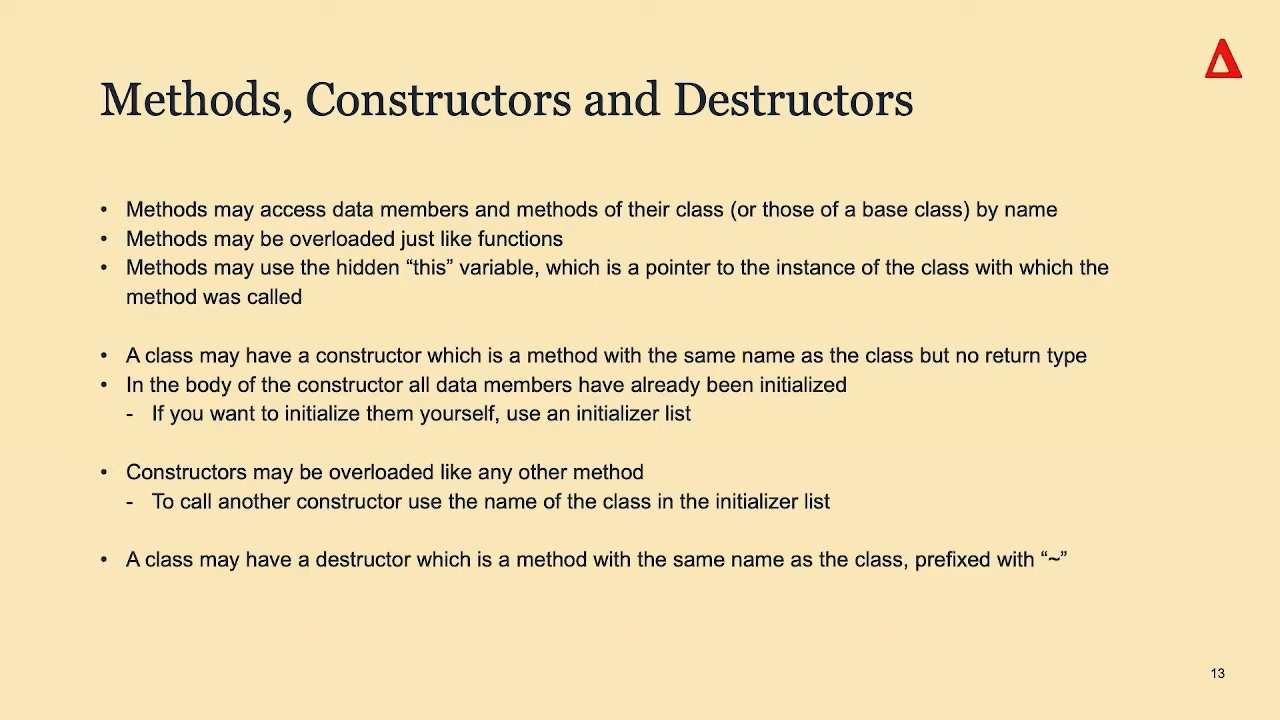 Methods, Constructors and Destructors
• Methods may access data members and methods of their class (or those of a base class) by name
• Methods may be overloaded just like functions
• Methods may use the hidden “this” variable, which is a pointer to the instance of the class with which the
method was called
• A class may have a constructor which is a method with the same name as the class but no return type
• In the body of the constructor all data members have already been initialized
- If you want to initialize them yourself, use an initializer list
• Constructors may be overloaded like any other method
- To call another constructor use the name of the class in the initializer list
• A class may have a destructor which is a method with the same name as the class, prefixed with “~”
13